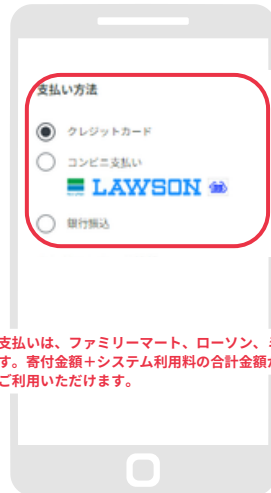 支払い方法
クレジットカード
コンビニ支払い
LAWSON
銀行振込
支払いは、ファミリーマート、ローソン、
す。寄付金額＋システム利用料の合計金額
ご利用いただけます。